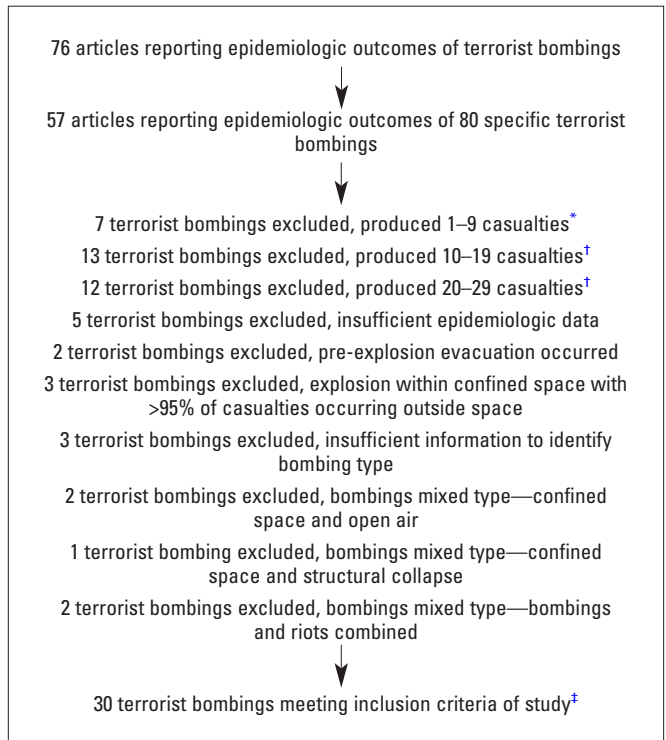 76 articles reporting epidemiologic outcomes of terrorist bombings
57 articles reporting epidemiologic outcomes of 80 specific terrorist
bombings
7 terrorist bombings excluded, produced 1–9 casualties*
13 terrorist bombings excluded, produced 10–19 casualties†
12 terrorist bombings excluded, produced 20–29 casualties†
5 terrorist bombings excluded, insufficient epidemiologic data
2 terrorist bombings excluded, pre-explosion evacuation occurred
3 terrorist bombings excluded, explosion within confined space with
>95% of casualties occurring outside space
3 terrorist bombings excluded, insufficient information to identify
bombing type
2 terrorist bombings excluded, bombings mixed type—confined
space and open air
1 terrorist bombing excluded, bombings mixed type—confined
space and structural collapse
2 terrorist bombings excluded, bombings mixed type—bombings
and riots combined
30 terrorist bombings meeting inclusion criteria of study‡